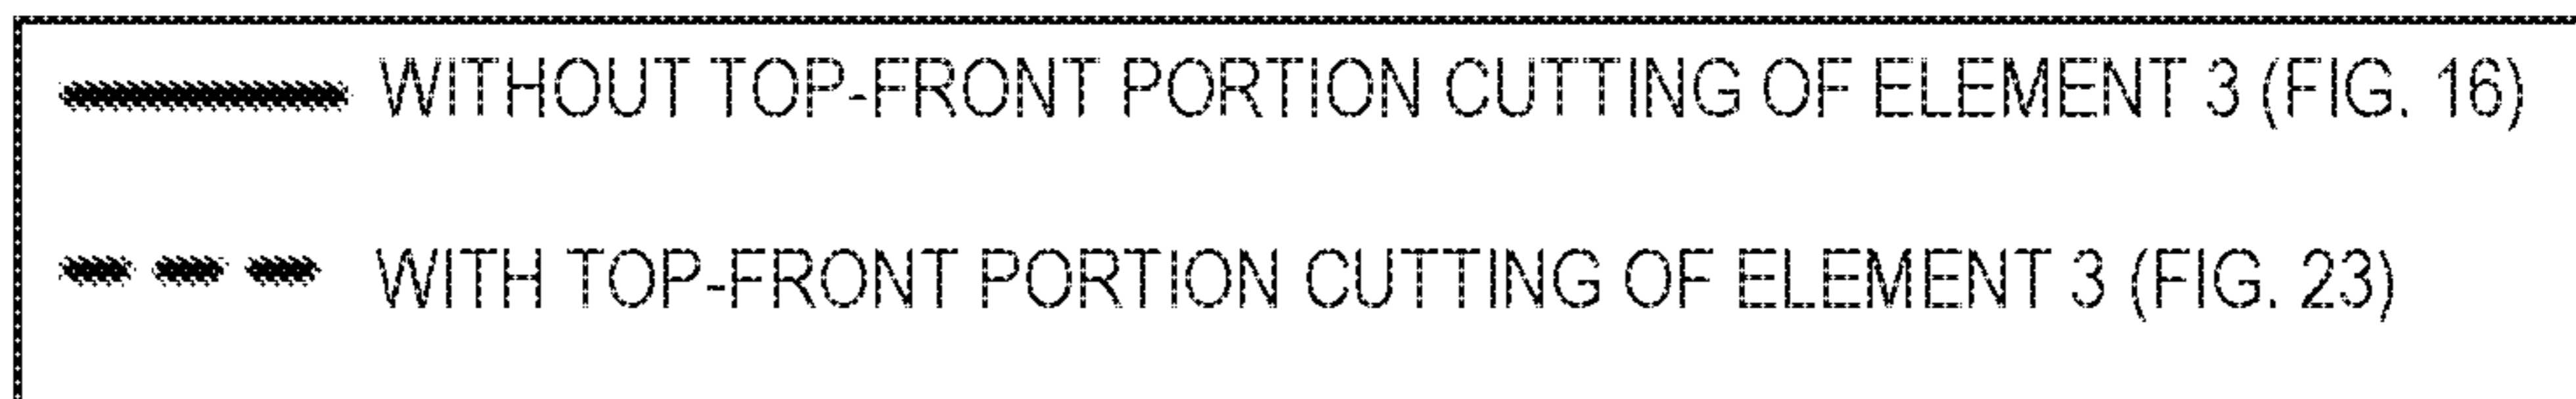 WITHOUT TOP-FRONT PORTION CUTTING OF ELEMENT 3 (FIG. 16)
WITH TOP-FRONT PORTION CUTTING OF ELEMENT 3 (FIG. 23)